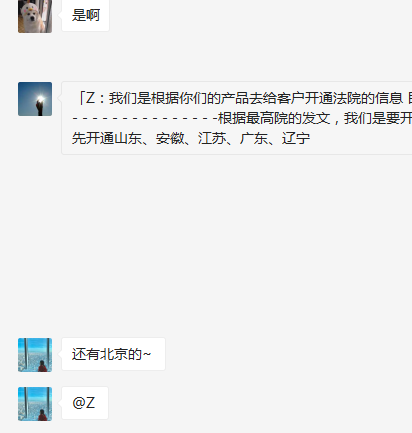 是啊
「Z：我们是根据你们的产品去给客户开通法院的信息
- - - - - - - - - - - - - - -根据最高院的发文，我们是要开
先开通山东、安徽、江苏、广东、辽宁
还有北京的~
@Z